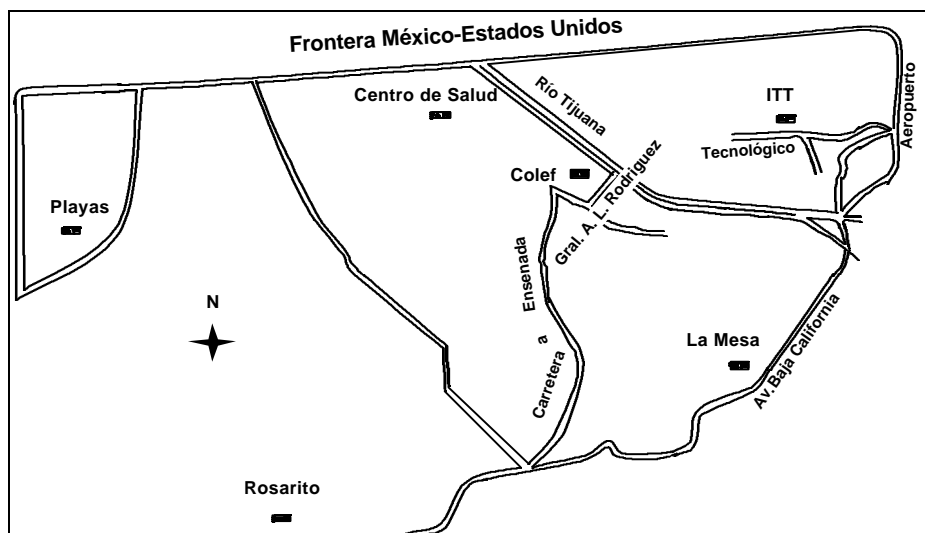 Frontera México-Estados Unidos
Centro de Salud
Río Tijuana
ITT
Aeropuerto
Tecnológico
Colef
Gral. A. L. Rodriguez
Playas
Carretera a Ensenada
N
La Mesa
Av. Baja California
Rosarito